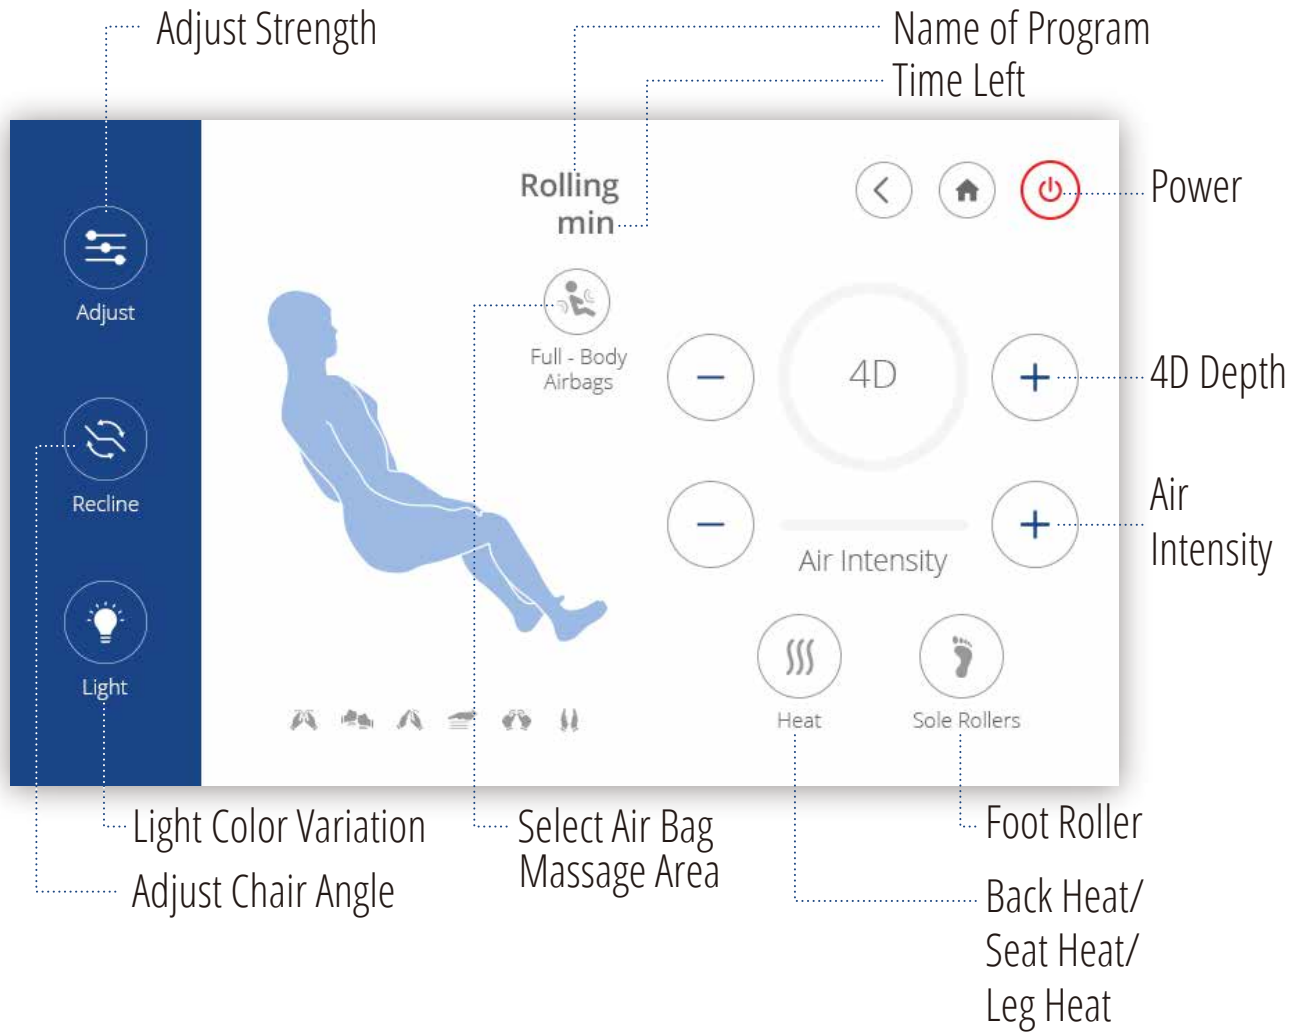 Adjust Strength
Name of Program
Time Left
Rolling
min
Power
Adjust
Full - Body
Airbags
4D
4D Depth
Recline
Air
Intensity
Air Intensity
Light
Heat
Sole Rollers
Light Color Variation
Adjust Chair Angle
Select Air Bag
Massage Area
Foot Roller
Back Heat/
Seat Heat/
Leg Heat